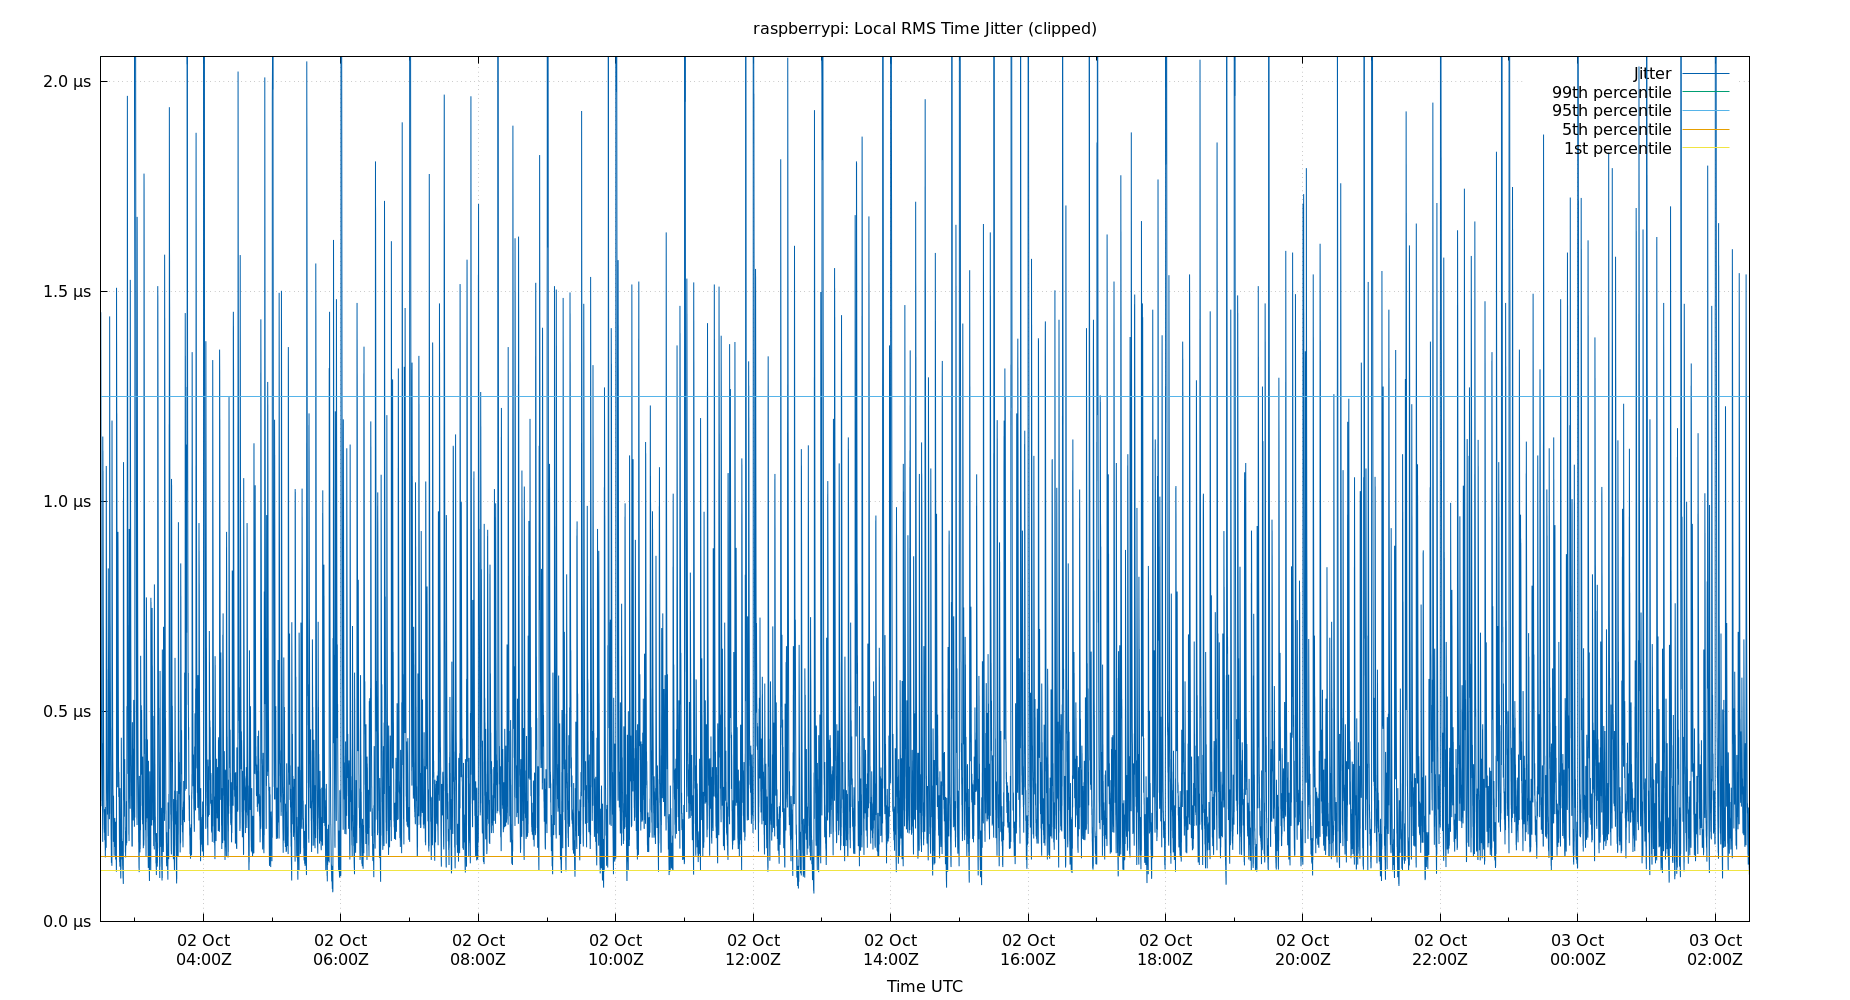 raspberrypi: Local RMS Time Jitter (clipped)
Jitter
99th percentile
95th percentile
5th percentile
1st percentile
2.0 μs
1.5 μs
1.0 μs
0.5 μs
0.0 μs
02 Oct 02 Oct 02 Oct 02 Oct 02 Oct 02 Oct 02 Oct 02 Oct 02 Oct 02 Oct 03 Oct 03 Oct
04:00Z 06:00Z 08:00Z 10:00Z 12:00Z 14:00Z 16:00Z 18:00Z 20:00Z 22:00Z 00:00Z 02:00Z
Time UTC